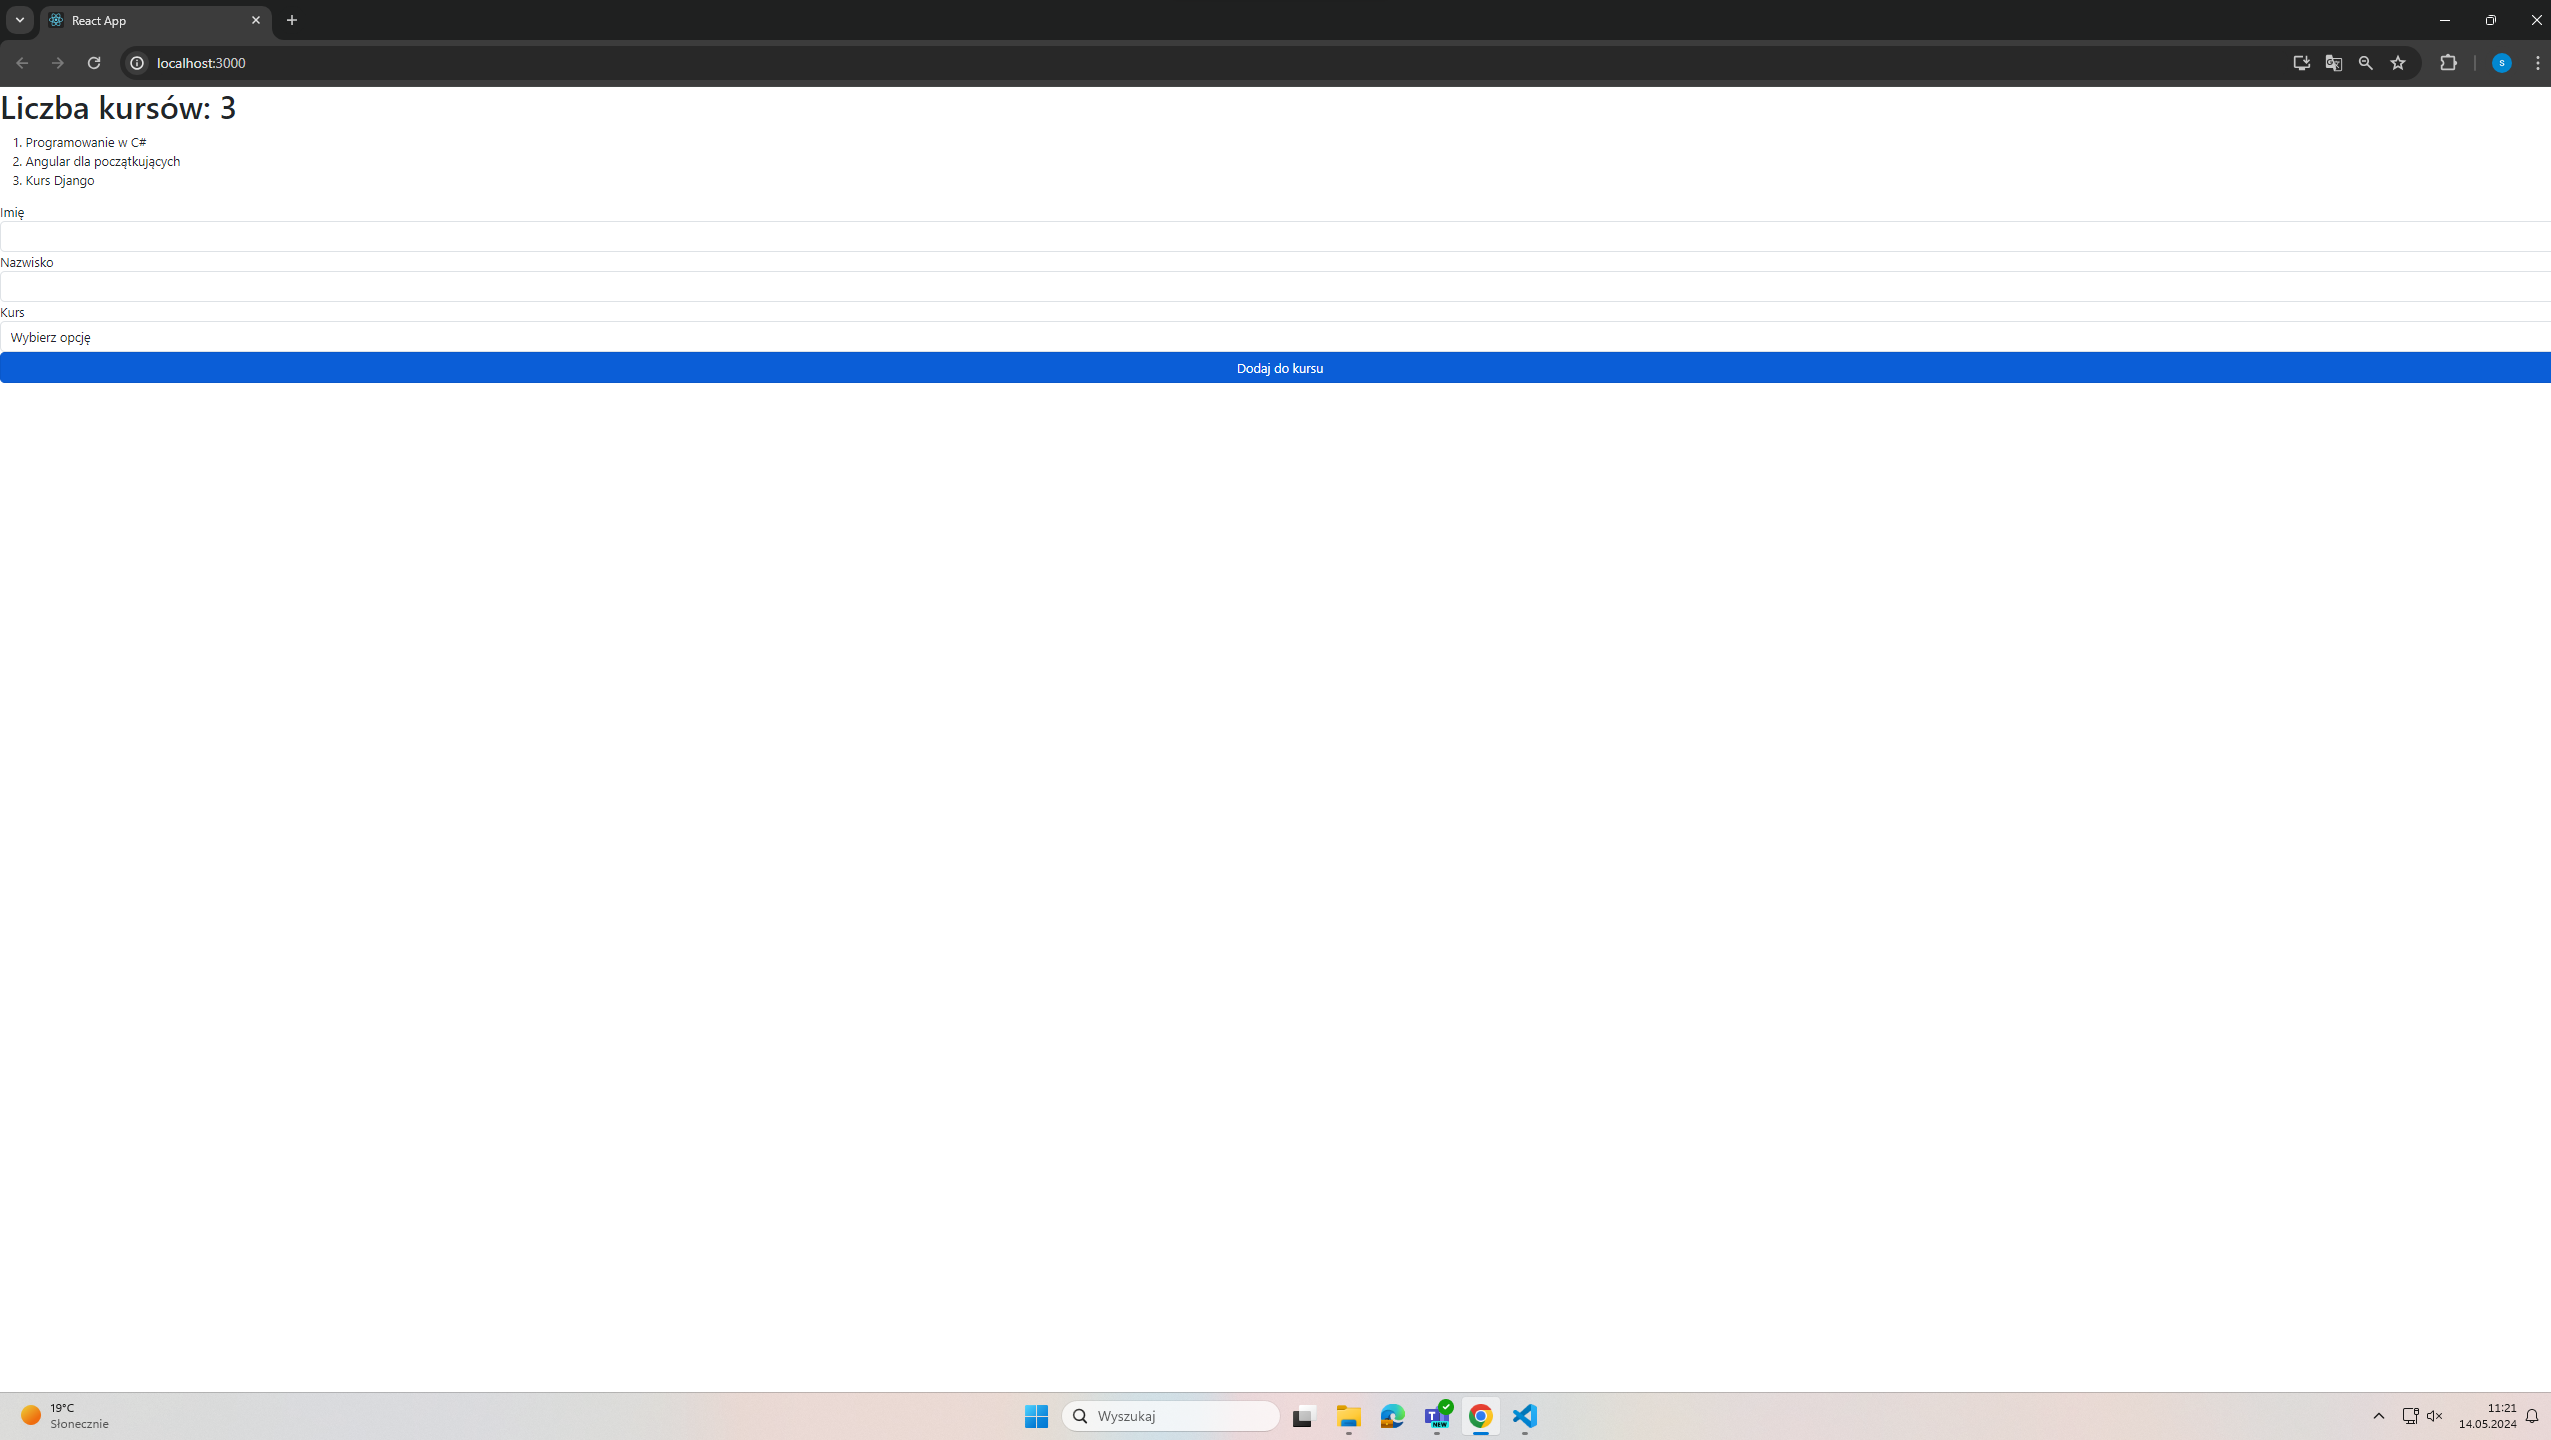 React App
localhost:3000
Liczba kursów: 3
1. Programowanie w C#
2. Angular dla początkujących
3. Kurs Django
Imię
Nazwisko
Kurs
Wybierz opcję
Dodaj do kursu
19°C
Słonecznie
Wyszukaj
T
NEW
S
11:21
14.05.2024